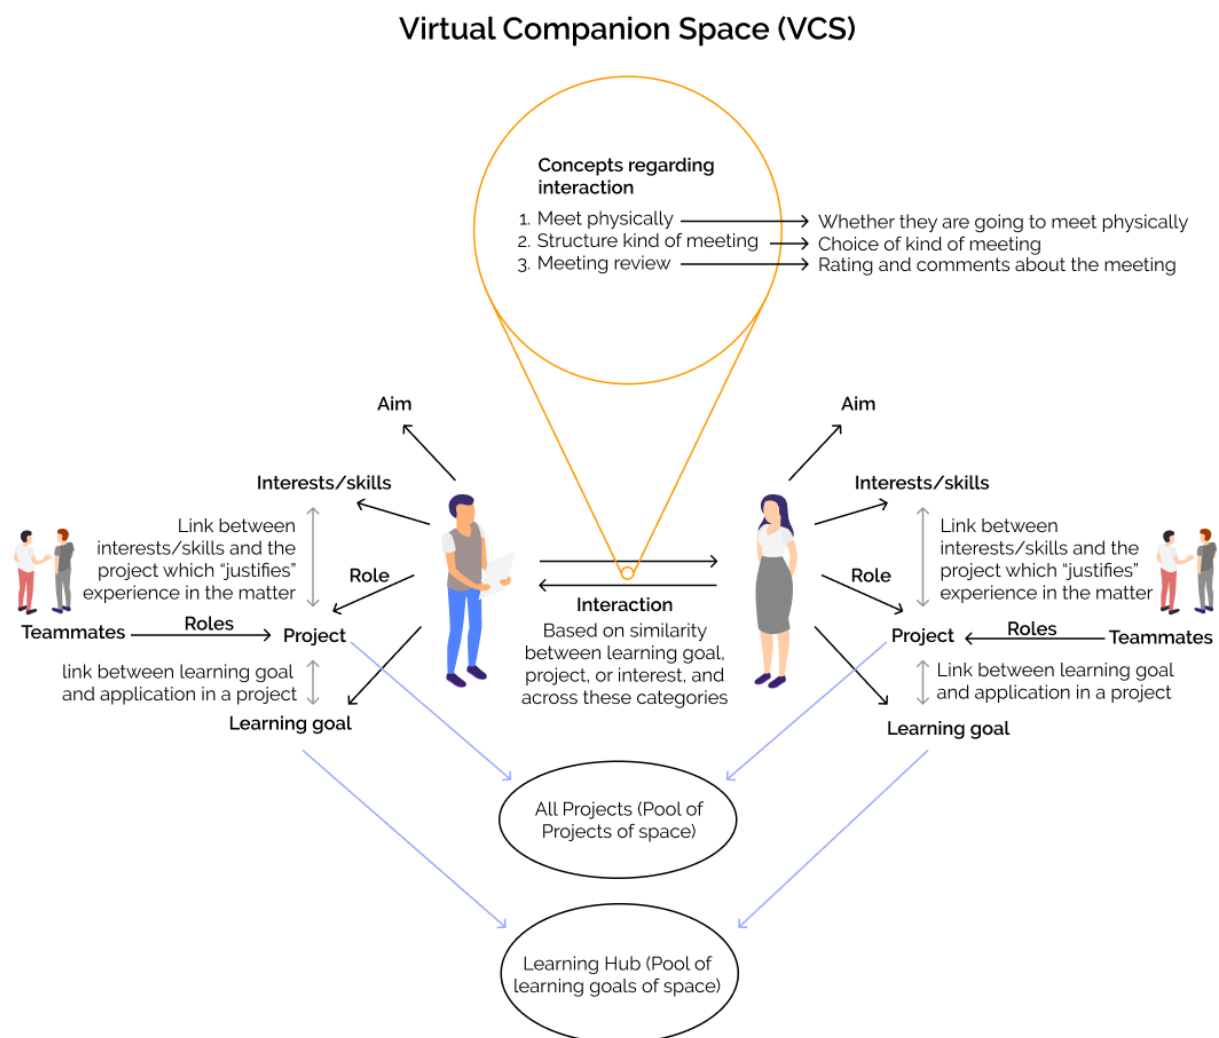 Virtual Companion Space (VCS)
Concepts regarding
interaction
1. Meet physically
2. Structure kind of meeting
3. Meeting review
Whether they are going to meet physically
Choice of kind of meeting
Rating and comments about the meeting
Aim
Interests/skills
Link between
interests/skills and the
project which “justifies”
experience in the matter
Role
Teammates
Roles
Project
link between learning goal
and application in a project
Learning goal
Interaction
Based on similarity
between learning goal,
project, or interest, and
across these categories
Aim
Interests/skills
Link between
interests/skills and the
project which “justifies”
experience in the matter
Role
Project
Roles
Teammates
Link between learning goal
and application in a project
Learning goal
All Projects (Pool of
Projects of space)
Learning Hub (Pool of
learning goals of space)